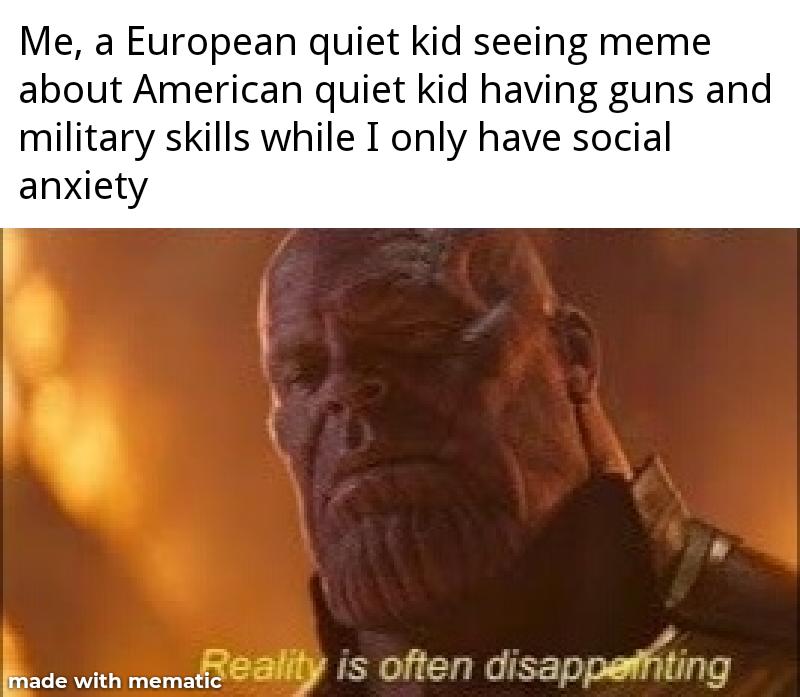 Me, a European quiet kid seeing meme
about American quiet kid having guns and
military skills while I only have social
anxiety
Reality is often disappointing
made with mematic